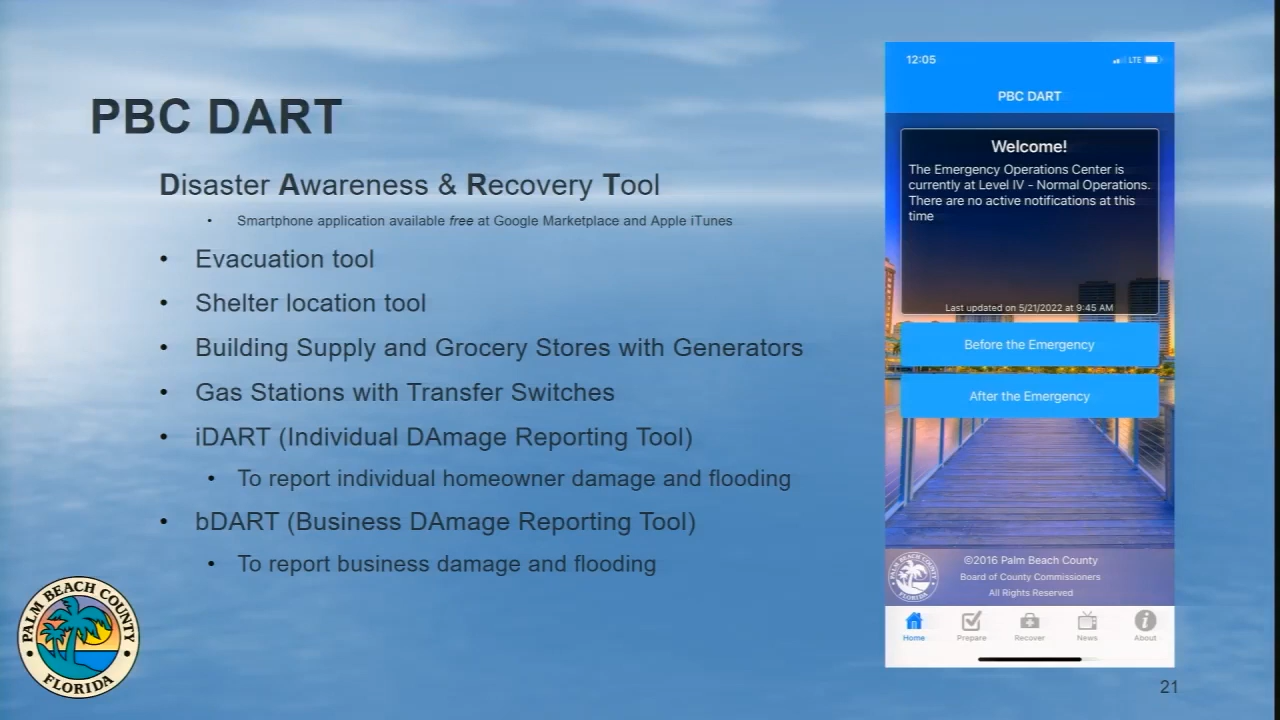 PBC DART
Disaster Awareness & Recovery Tool
• Smartphone application available free at Google Marketplace and Apple iTunes
• Evacuation tool
• Shelter location tool
• Building Supply and Grocery Stores with Generators
• Gas Stations with Transfer Switches
• iDART (Individual DAmage Reporting Tool)
• To report individual homeowner damage and flooding
• bDART (Business DAmage Reporting Tool)
• To report business damage and flooding
PALM BEACH COUNTY
FLORIDA
12:05
LTE
PBC DART
Welcome!
The Emergency Operations Center is
currently at Level IV - Normal Operations.
There are no active notifications at this
time
Last updated on 5/21/2022 at 9:45 AM
Before the Emergency
After the Emergency
PALM BEACH COUNTY
FLORIDA
©2016 Palm Beach County
Board of County Commissioners
All Rights Reserved
Home Prepare Recover News About
21